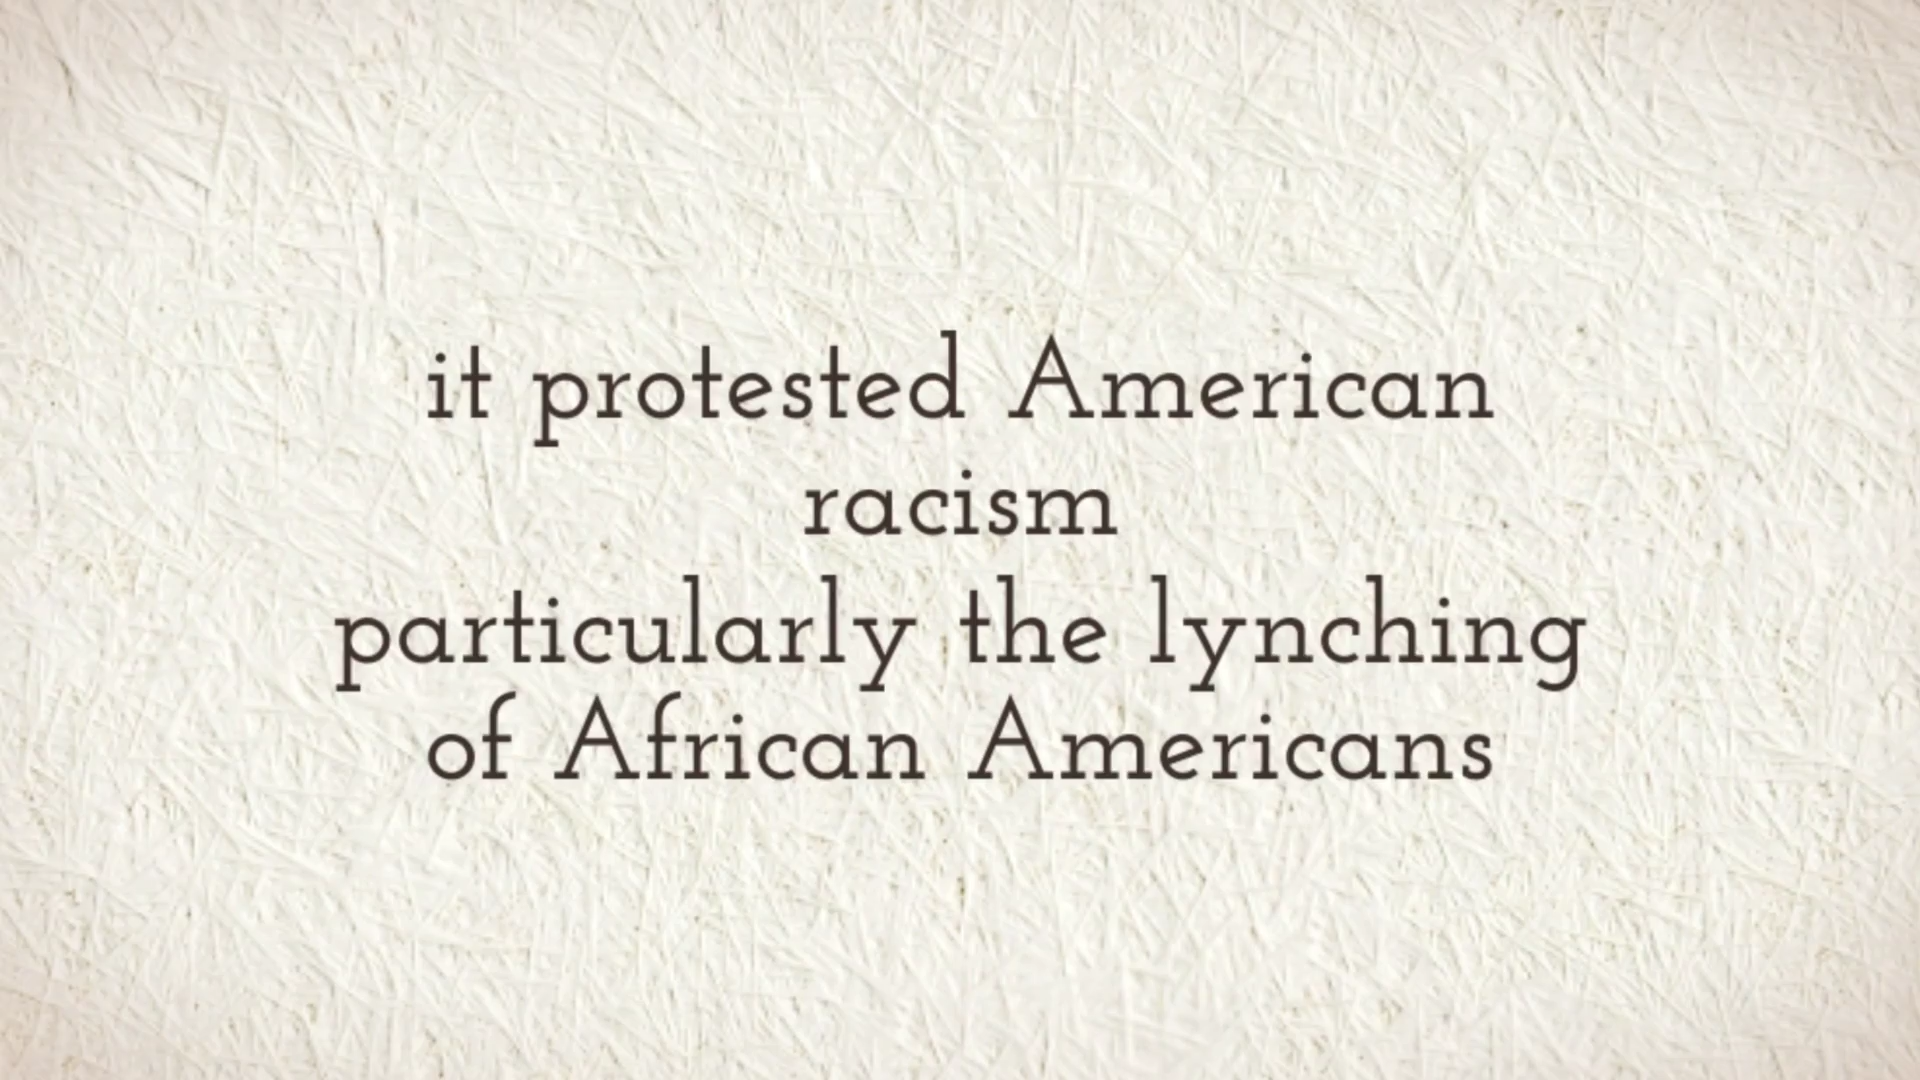 it protested American
racism
particularly the lynching
of African Americans